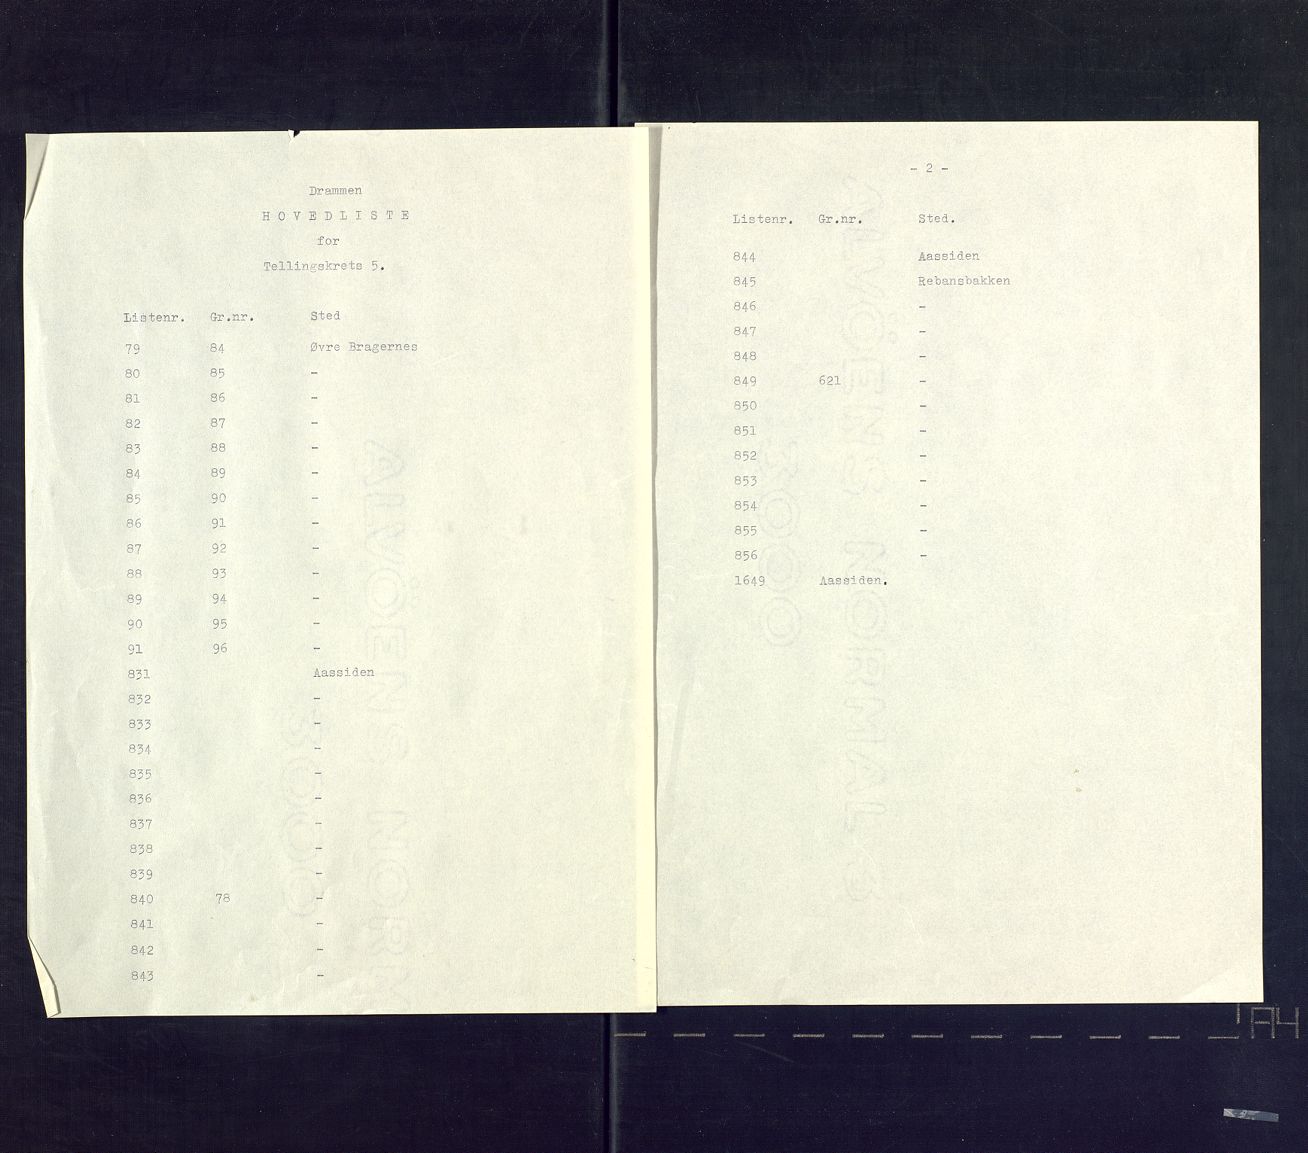 Drammen
HOVEDLISTE
for
Tellingskrets 5.
Listenr. Gr.nr. Sted
79 84 Øvre Bragernes
80 85 -
81 86 -
82 87 -
83 88 -
84 89 -
85 90 -
86 91 -
87 92 -
88 93 -
89 94 -
90 95 -
91 96 -
831 Aassiden
832 -
833 -
834 -
835 -
836 -
837 -
838 -
839 -
840 78 -
841 -
842 -
843 -
- 2 -
Listenr. Gr.nr. Sted.
844 Aassiden
845 Rebansbakken
846 -
847 -
848 -
849 621 -
850 -
851 -
852 -
853 -
854 -
855 -
856 -
1649 Aassiden.
A4